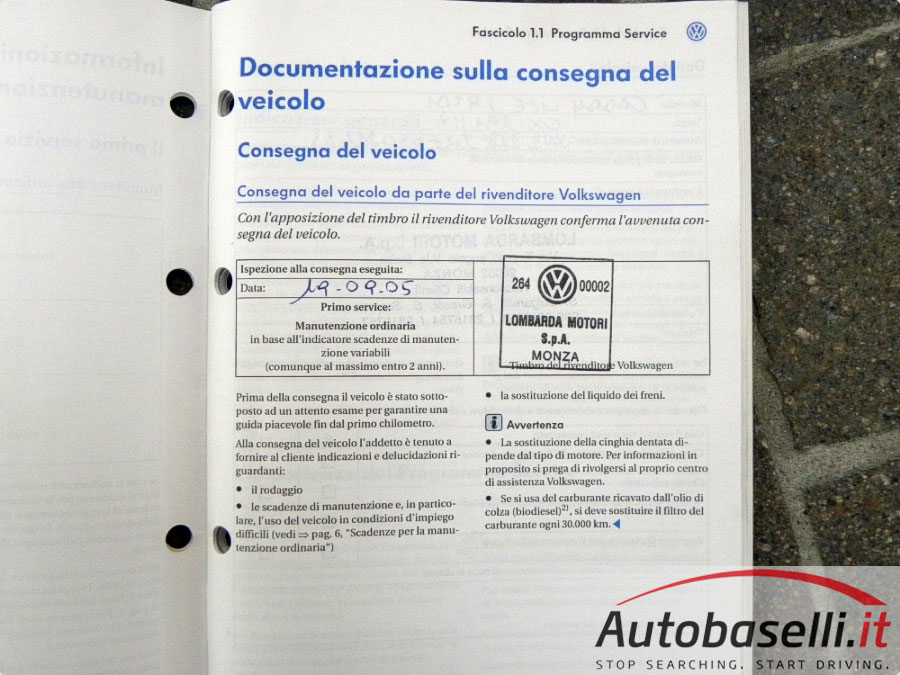 Fascicolo 1.1 Programma Service
Documentazione sulla consegna del
veicolo
Consegna del veicolo
Consegna del veicolo da parte del rivenditore Volkswagen
Con l'apposizione del timbro il rivenditore Volkswagen conferma l'avvenuta con-
segna del veicolo.
Ispezione alla consegna eseguita:
Data: 19-09-05
Primo service:
Manutenzione ordinaria
in base all'indicatore scadenze di manuten-
zione variabili
(comunque al massimo entro 2 anni).
264 00002
LOMBARDA MOTORI
S.p.A.
MONZA
Timbro del rivenditore Volkswagen
Prima della consegna il veicolo è stato sotto-
posto ad un attento esame per garantire una
guida piacevole fin dal primo chilometro.
Alla consegna del veicolo l'addetto è tenuto a
fornire al cliente indicazioni e delucidazioni ri-
guardanti:
• il rodaggio
• le scadenze di manutenzione e, in partico-
lare, l'uso del veicolo in condizioni d'impiego
difficili (vedi ⇒ pag. 6, "Scadenze per la manu-
tenzione ordinaria")
• la sostituzione del liquido dei freni.
i Avvertenza
• La sostituzione della cinghia dentata di-
pende dal tipo di motore. Per informazioni in
proposito si prega di rivolgersi al proprio centro
di assistenza Volkswagen.
• Se si usa del carburante ricavato dall'olio di
colza (biodiesel)2), si deve sostituire il filtro del
carburante ogni 30.000 km.
Autobaselli.it
STOP SEARCHING. START DRIVING.